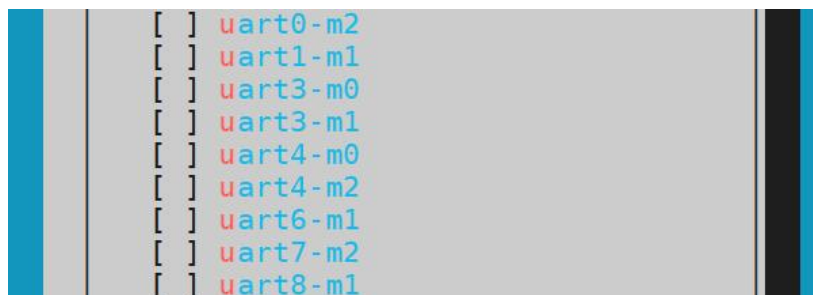 [ ] uart0-m2
[ ] uart1-m1
[ ] uart3-m0
[ ] uart3-m1
[ ] uart4-m0
[ ] uart4-m2
[ ] uart6-m1
[ ] uart7-m2
[ ] uart8-m1